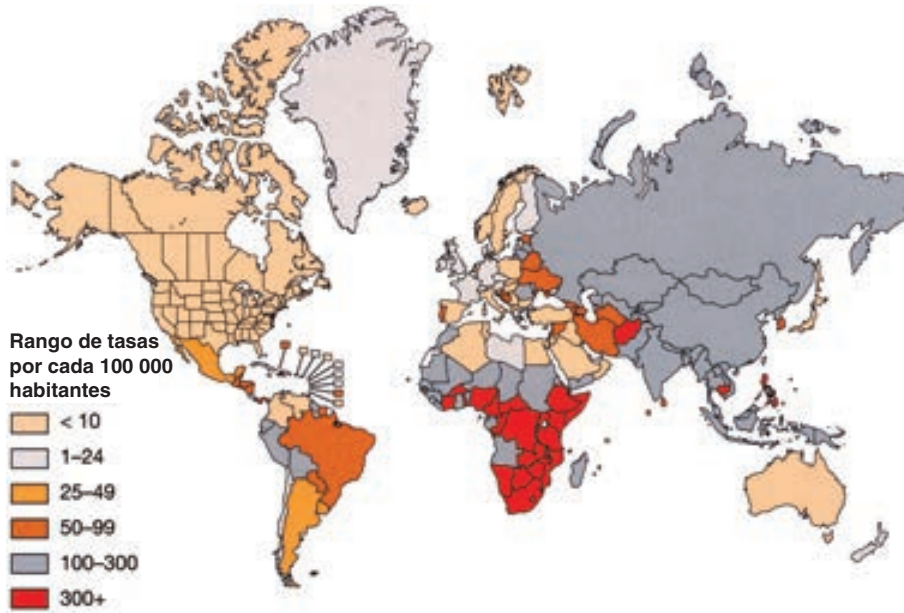 Rango de tasas
por cada 100 000
habitantes
< 10
1–24
25–49
50–99
100–300
300+